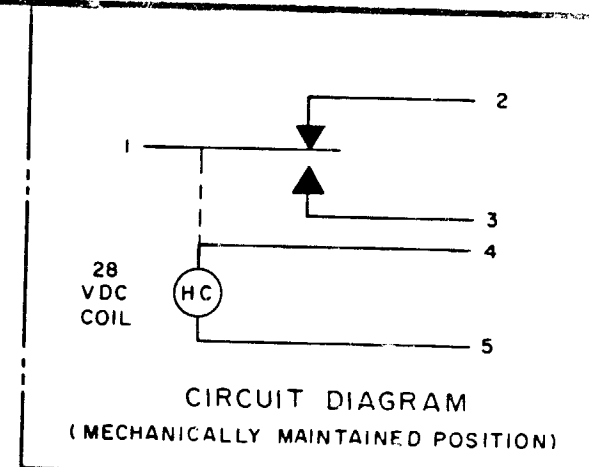 2
1
3
4
28
VDC
COIL
HC
5
CIRCUIT DIAGRAM
(MECHANICALLY MAINTAINED POSITION)